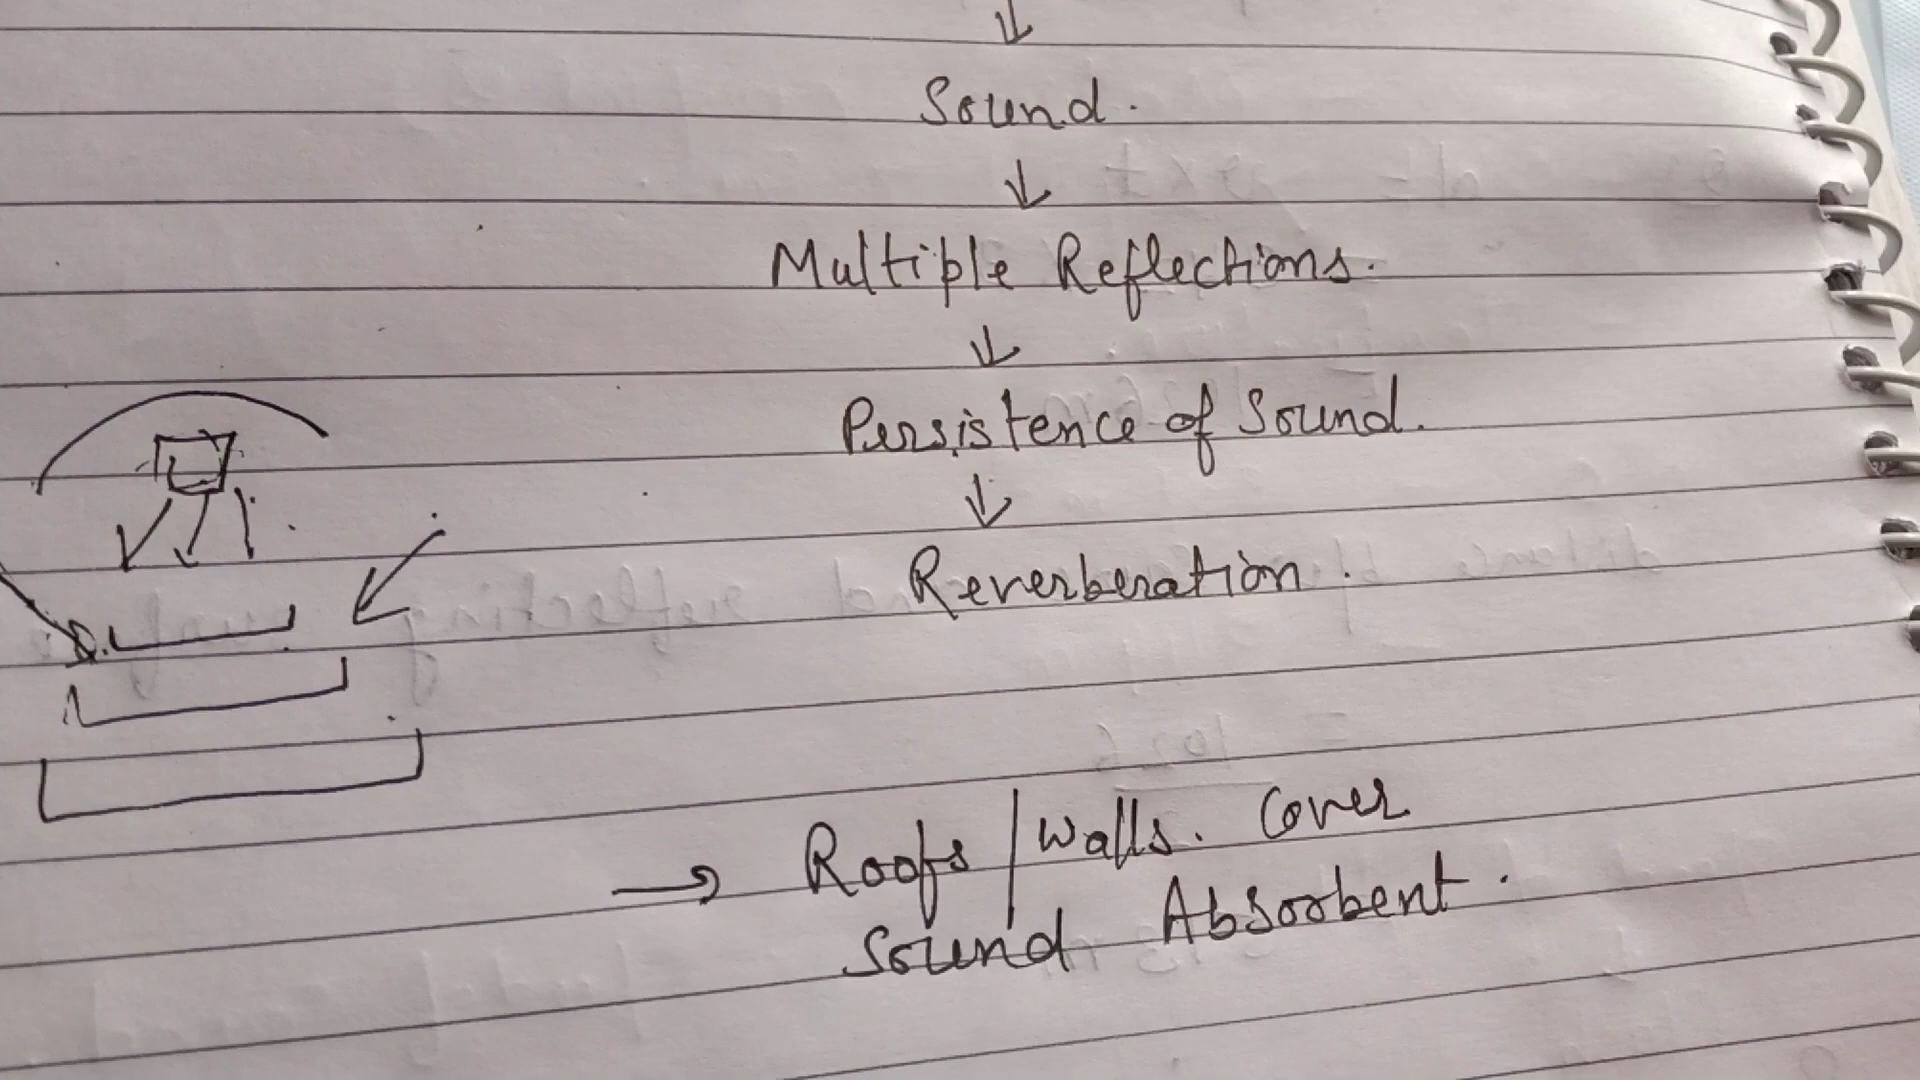 ↓
Sound.
↓
Multiple Reflections.
↓
Persistence of Sound.
↓
Reverberation.
→ Roofs / Walls. Cover
Sound Absorbent.